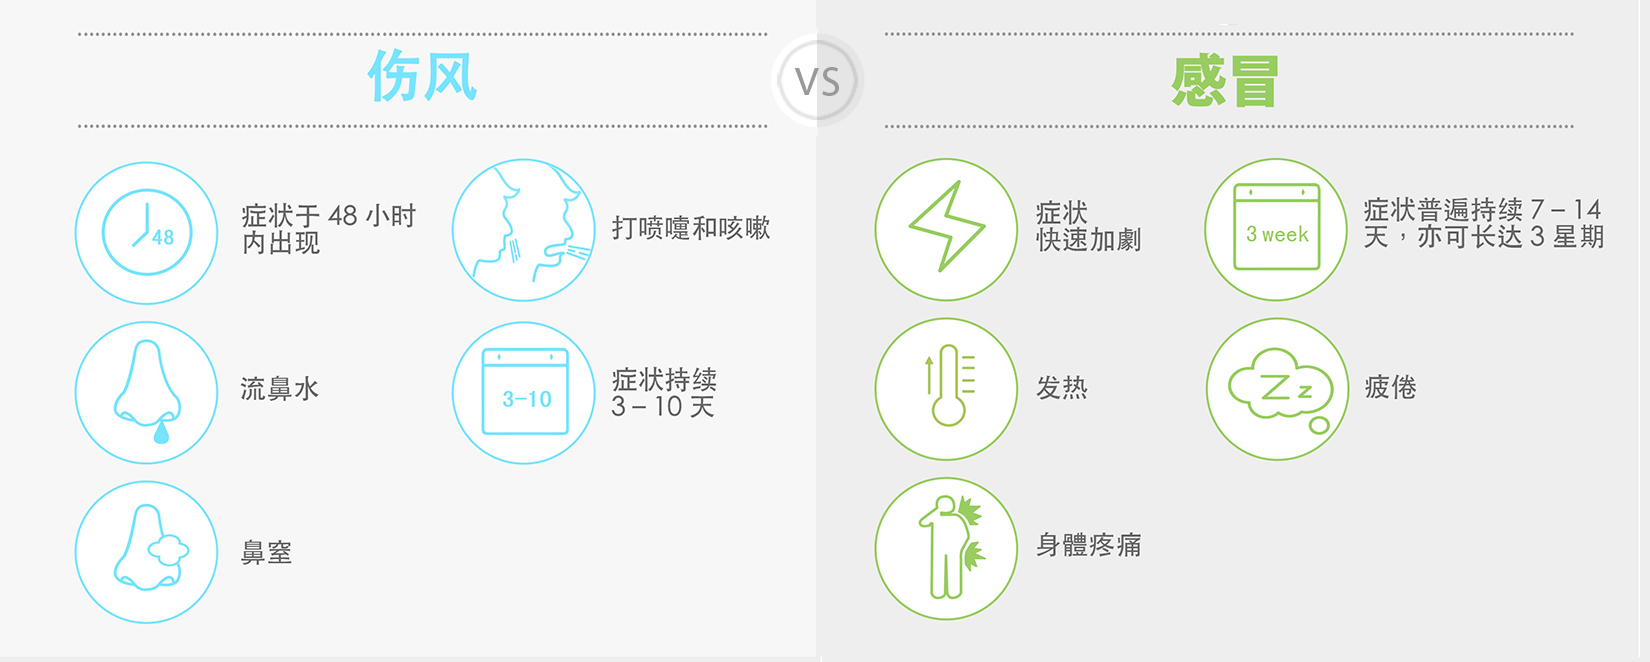 伤风
VS
感冒
48
症状于 48 小时
内出现
打喷嚏和咳嗽
流鼻水
3-10
症状持续
3 – 10 天
鼻窒
症状
快速加劇
3 week
症状普遍持续 7 – 14
天，亦可长达 3 星期
发热
Zz
疲倦
身體疼痛